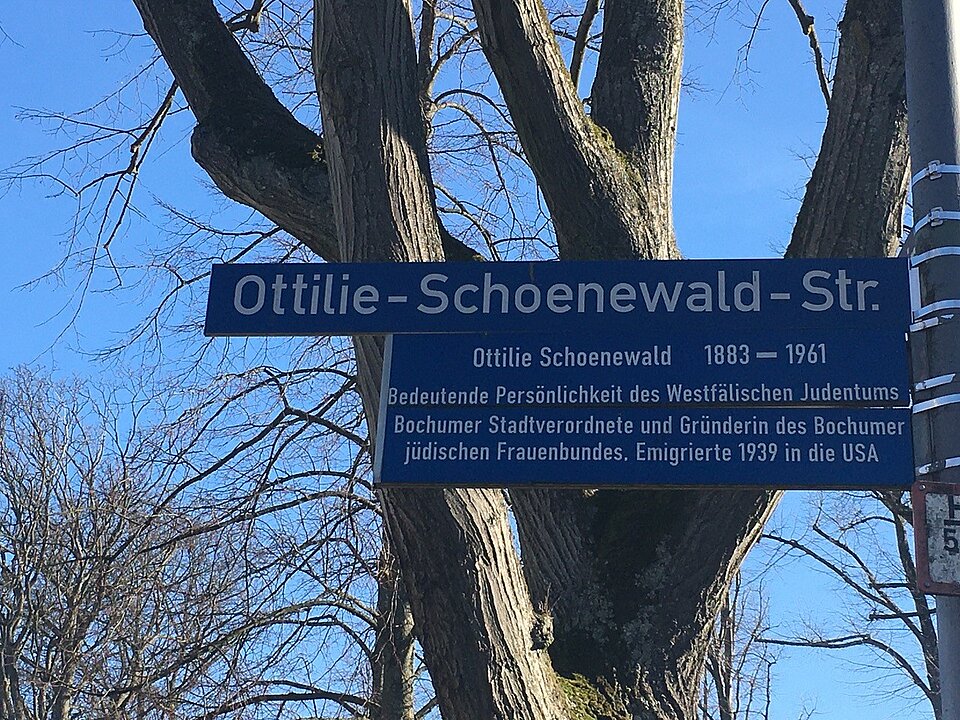 Ottilie-Schoenewald-Str.
Ottilie Schoenewald 1883 — 1961
Bedeutende Persönlichkeit des Westfälischen Judentums
Bochumer Stadtverordnete und Gründerin des Bochumer
jüdischen Frauenbundes. Emigrierte 1939 in die USA
H
5